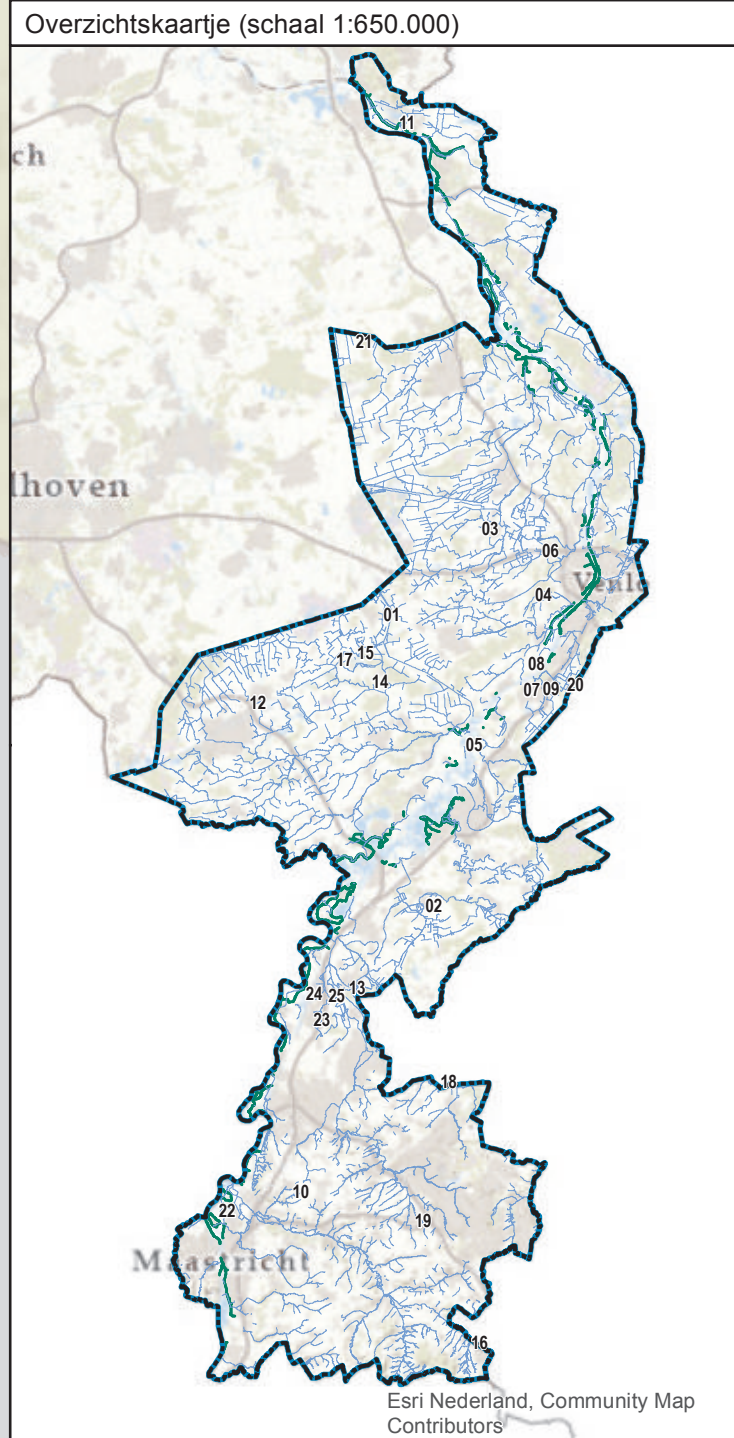 Overzichtskaartje (schaal 1:650.000)
11
ch
21
lhoven
03
06
Venlo
04
01
15
17
08
14
07 09 20
12
05
02
24 25 13
23
18
10
22
19
Maastricht
16
Esri Nederland, Community Map
Contributors